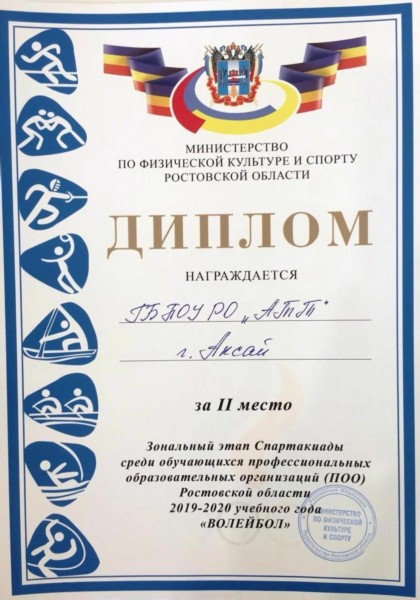 МИНИСТЕРСТВО
ПО ФИЗИЧЕСКОЙ КУЛЬТУРЕ И СПОРТУ
РОСТОВСКОЙ ОБЛАСТИ
ДИПЛОМ
НАГРАЖДАЕТСЯ
ГБПОУ РО „АТТ"
г. Аксай
за II место
Зональный этап Спартакиады
среди обучающихся профессиональных
образовательных организаций (ПОО)
Ростовской области
2019-2020 учебного года
«ВОЛЕЙБОЛ»
МИНИСТЕРСТВО
ПО ФИЗИЧЕСКОЙ
КУЛЬТУРЕ
И СПОРТУ